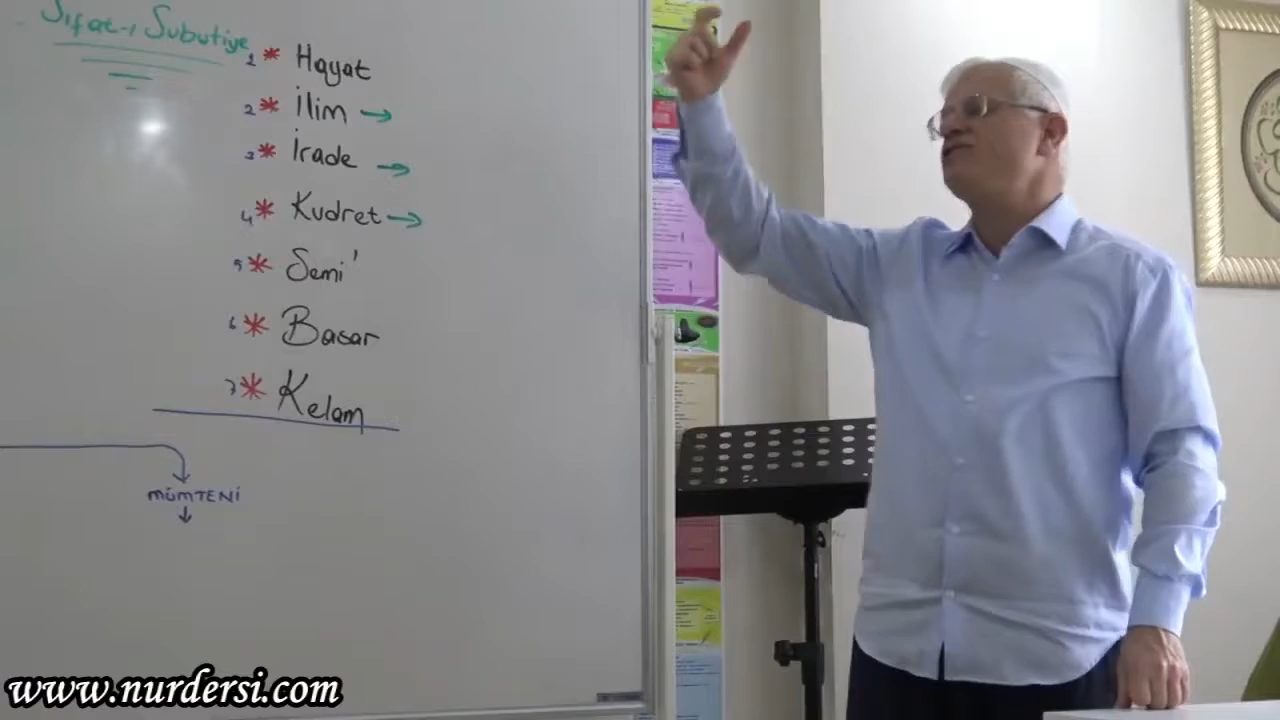 Sıfat-ı Subutiye
1 * Hayat
2 * İlim →
3 * İrade →
4 * Kudret →
5 * Semi'
6 * Basar
7 * Kelam
MÜMTENİ
www.nurdersi.com